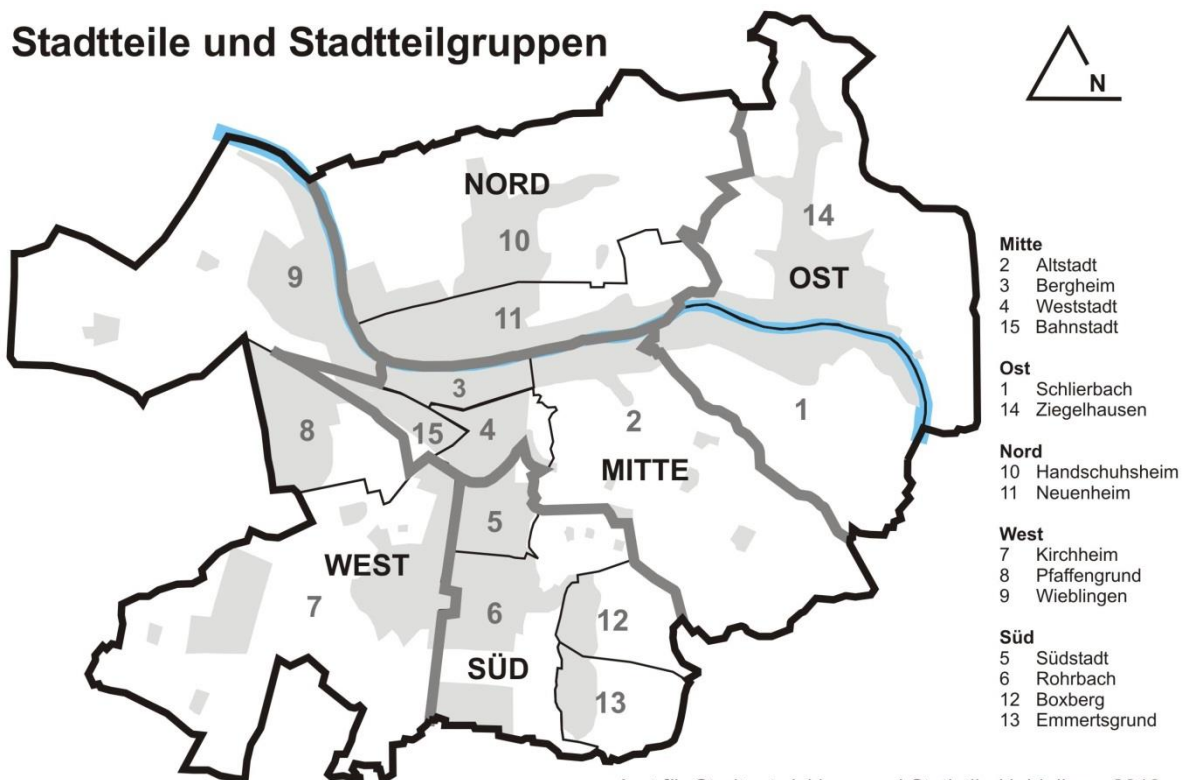 Stadtteile und Stadtteilgruppen
N
NORD
14
10
9
OST
11
3
8
15
4
2
1
MITTE
5
WEST
7
6
12
SÜD
13
Mitte
2 Altstadt
3 Bergheim
4 Weststadt
15 Bahnstadt
Ost
1 Schlierbach
14 Ziegelhausen
Nord
10 Handschuhsheim
11 Neuenheim
West
7 Kirchheim
8 Pfaffengrund
9 Wieblingen
Süd
5 Südstadt
6 Rohrbach
12 Boxberg
13 Emmertsgrund